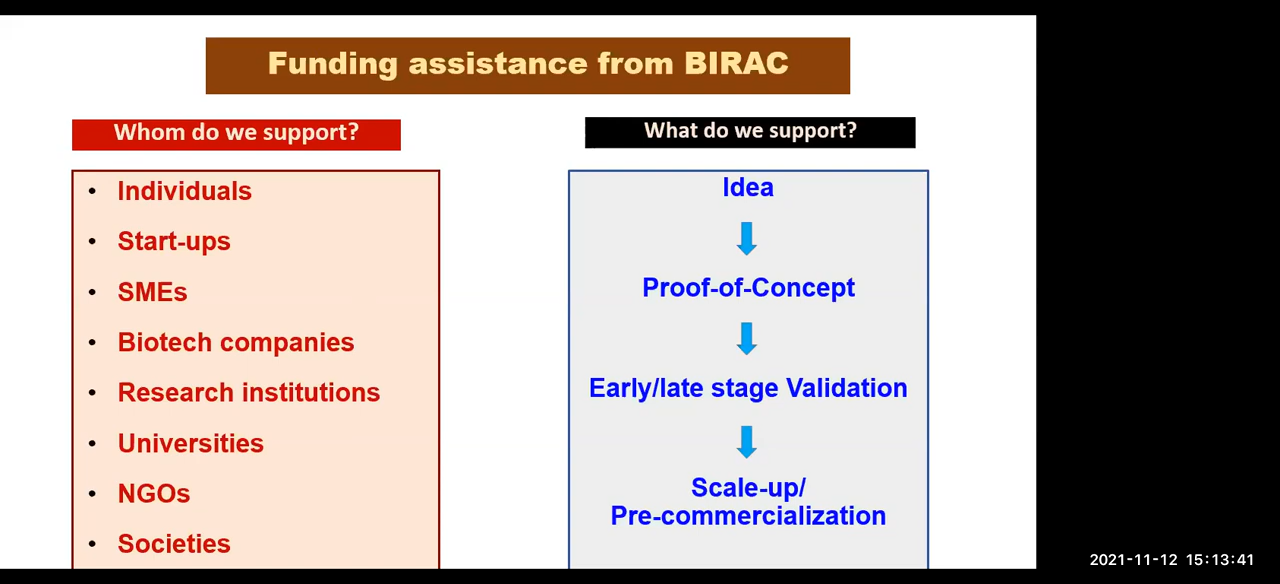 Funding assistance from BIRAC
Whom do we support?
• Individuals
• Start-ups
• SMEs
• Biotech companies
• Research institutions
• Universities
• NGOs
• Societies
What do we support?
Idea
Proof-of-Concept
Early/late stage Validation
Scale-up/
Pre-commercialization
2021-11-12 15:13:41